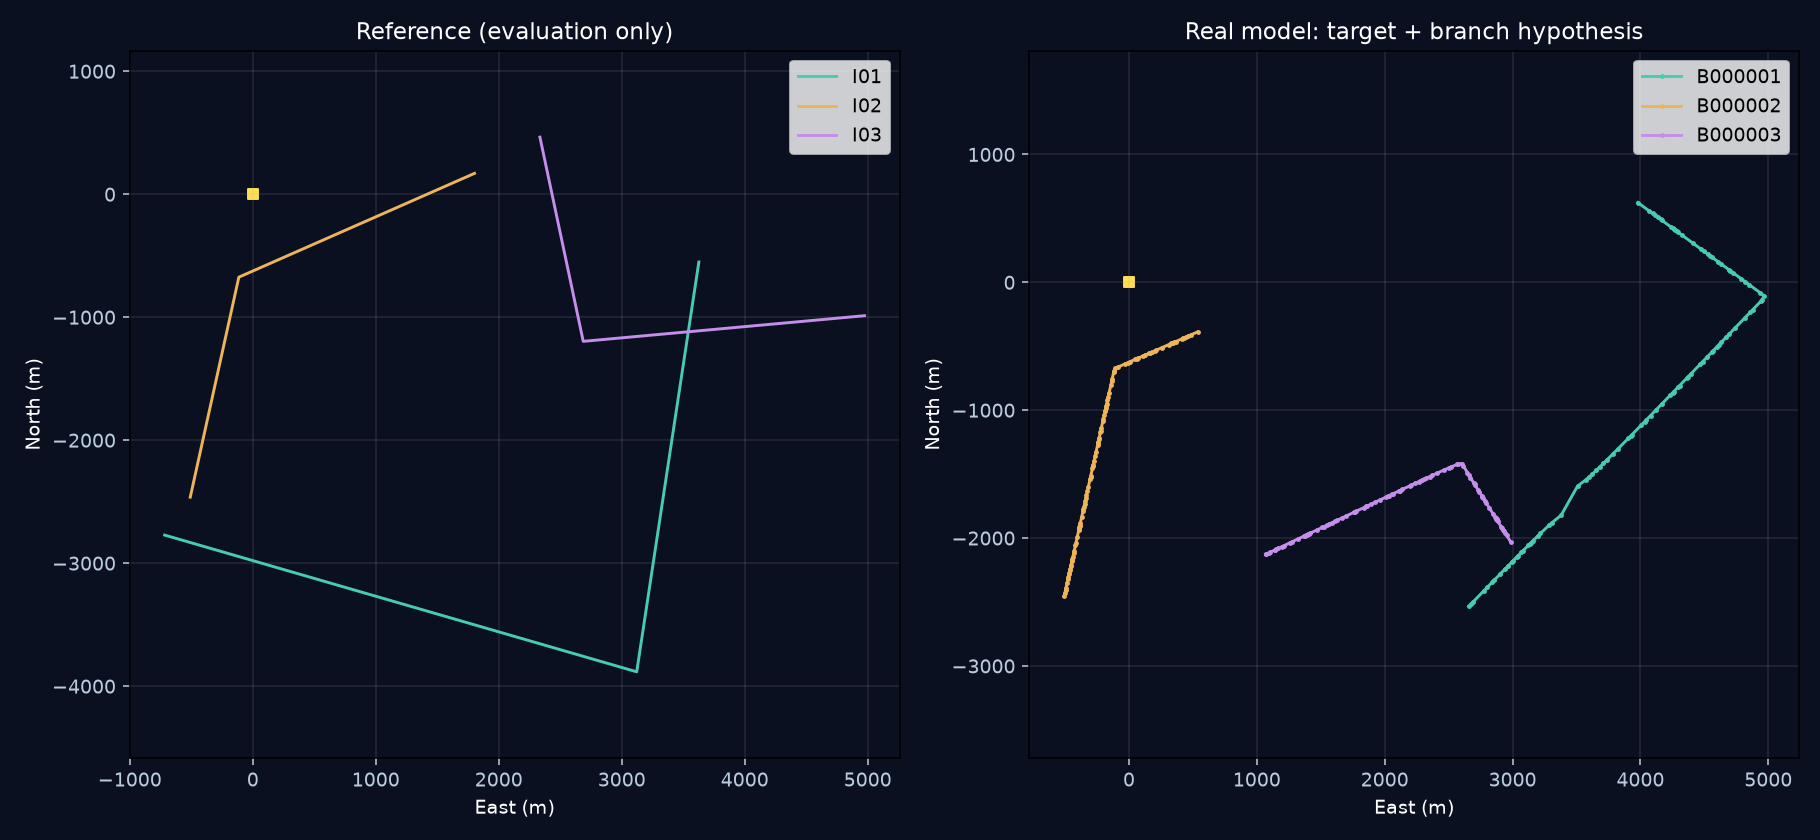 Reference (evaluation only)
I01
I02
I03
1000
0
−1000
−2000
−3000
−4000
North (m)
−1000
0
1000
2000
3000
4000
5000
East (m)
Real model: target + branch hypothesis
B000001
B000002
B000003
1000
0
−1000
−2000
−3000
North (m)
0
1000
2000
3000
4000
5000
East (m)